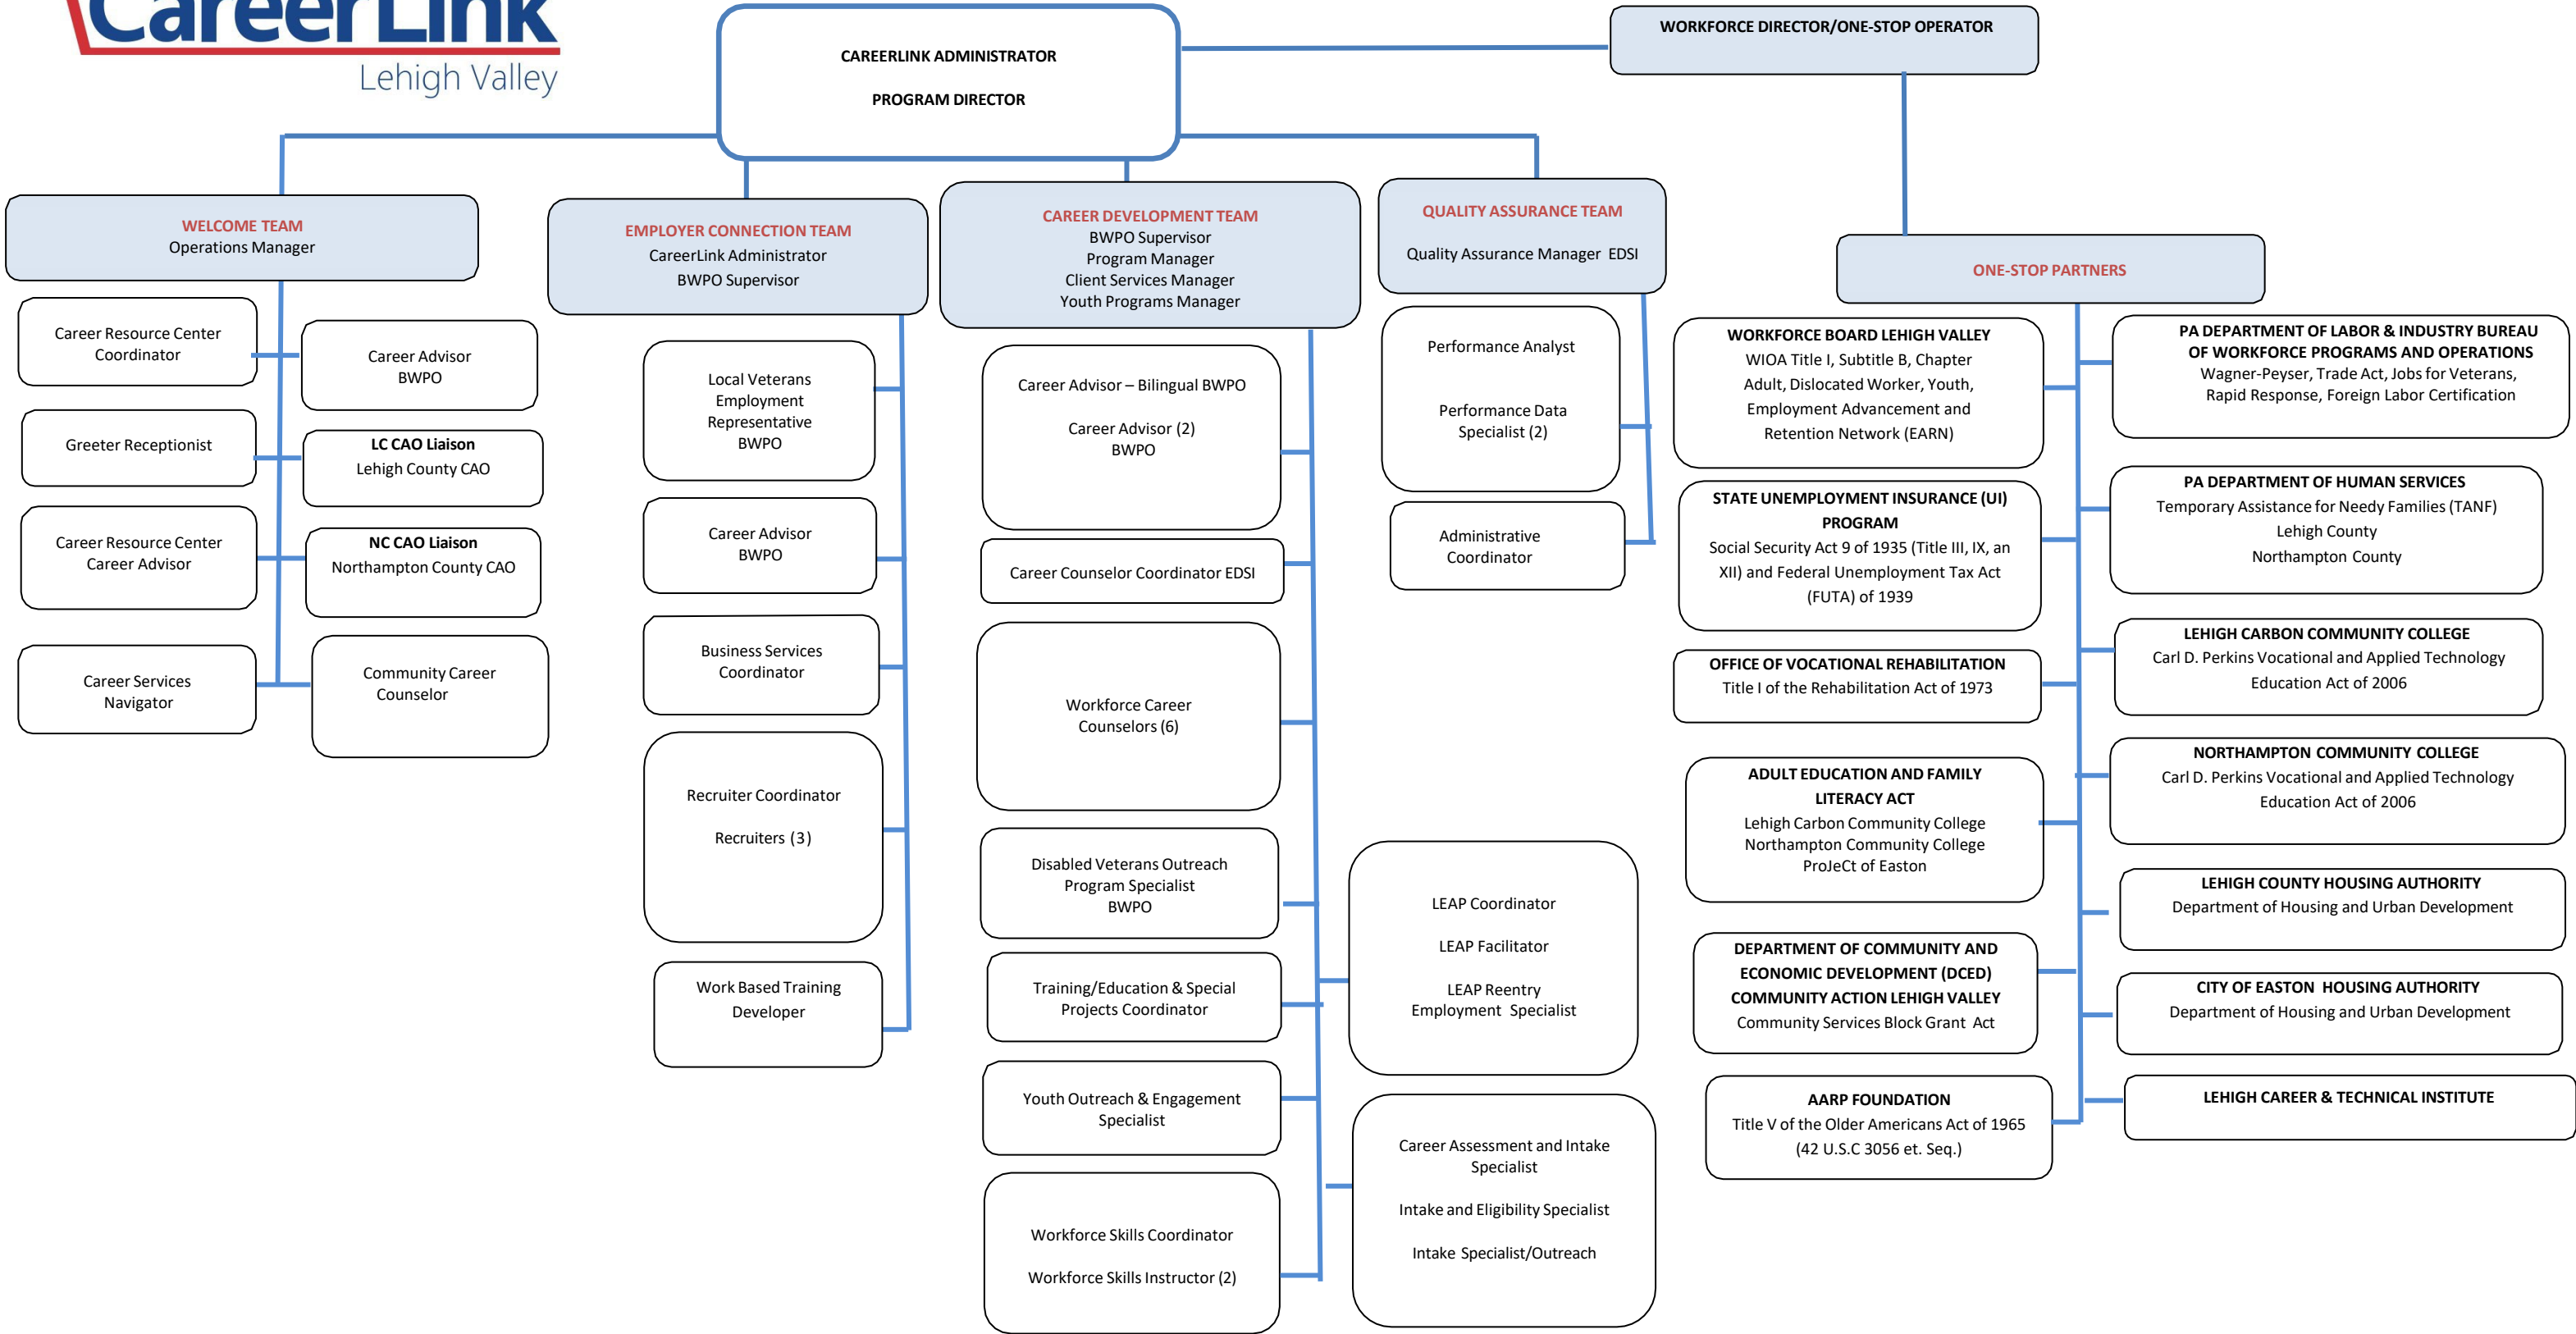 CareerLink
Lehigh Valley
CAREERLINK ADMINISTRATOR
PROGRAM DIRECTOR
WORKFORCE DIRECTOR/ONE-STOP OPERATOR
WELCOME TEAM
Operations Manager
Career Resource Center
Coordinator
Career Advisor
BWPO
Greeter Receptionist
LC CAO Liaison
Lehigh County CAO
Career Resource Center
Career Advisor
NC CAO Liaison
Northampton County CAO
Career Services
Navigator
Community Career
Counselor
EMPLOYER CONNECTION TEAM
CareerLink Administrator
BWPO Supervisor
Local Veterans
Employment
Representative
BWPO
Career Advisor
BWPO
Business Services
Coordinator
Recruiter Coordinator
Recruiters (3)
Work Based Training
Developer
CAREER DEVELOPMENT TEAM
BWPO Supervisor
Program Manager
Client Services Manager
Youth Programs Manager
Career Advisor – Bilingual BWPO
Career Advisor (2)
BWPO
Career Counselor Coordinator EDSI
Workforce Career
Counselors (6)
Disabled Veterans Outreach
Program Specialist
BWPO
Training/Education & Special
Projects Coordinator
Youth Outreach & Engagement
Specialist
Workforce Skills Coordinator
Workforce Skills Instructor (2)
LEAP Coordinator
LEAP Facilitator
LEAP Reentry
Employment Specialist
Career Assessment and Intake
Specialist
Intake and Eligibility Specialist
Intake Specialist/Outreach
QUALITY ASSURANCE TEAM
Quality Assurance Manager EDSI
Performance Analyst
Performance Data
Specialist (2)
Administrative
Coordinator
ONE-STOP PARTNERS
WORKFORCE BOARD LEHIGH VALLEY
WIOA Title I, Subtitle B, Chapter
Adult, Dislocated Worker, Youth,
Employment Advancement and
Retention Network (EARN)
STATE UNEMPLOYMENT INSURANCE (UI)
PROGRAM
Social Security Act 9 of 1935 (Title III, IX, an
XII) and Federal Unemployment Tax Act
(FUTA) of 1939
OFFICE OF VOCATIONAL REHABILITATION
Title I of the Rehabilitation Act of 1973
ADULT EDUCATION AND FAMILY
LITERACY ACT
Lehigh Carbon Community College
Northampton Community College
ProJeCt of Easton
DEPARTMENT OF COMMUNITY AND
ECONOMIC DEVELOPMENT (DCED)
COMMUNITY ACTION LEHIGH VALLEY
Community Services Block Grant Act
AARP FOUNDATION
Title V of the Older Americans Act of 1965
(42 U.S.C 3056 et. Seq.)
PA DEPARTMENT OF LABOR & INDUSTRY BUREAU
OF WORKFORCE PROGRAMS AND OPERATIONS
Wagner-Peyser, Trade Act, Jobs for Veterans,
Rapid Response, Foreign Labor Certification
PA DEPARTMENT OF HUMAN SERVICES
Temporary Assistance for Needy Families (TANF)
Lehigh County
Northampton County
LEHIGH CARBON COMMUNITY COLLEGE
Carl D. Perkins Vocational and Applied Technology
Education Act of 2006
NORTHAMPTON COMMUNITY COLLEGE
Carl D. Perkins Vocational and Applied Technology
Education Act of 2006
LEHIGH COUNTY HOUSING AUTHORITY
Department of Housing and Urban Development
CITY OF EASTON HOUSING AUTHORITY
Department of Housing and Urban Development
LEHIGH CAREER & TECHNICAL INSTITUTE